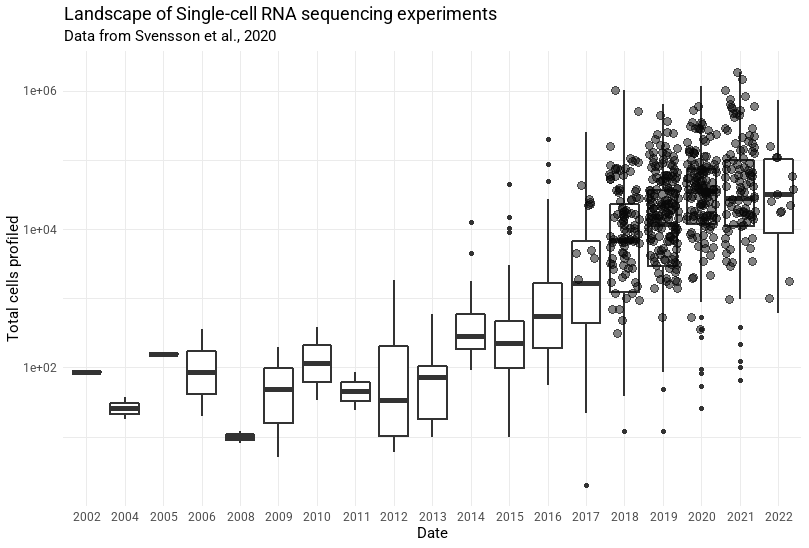 Landscape of Single-cell RNA sequencing experiments
Data from Svensson et al., 2020
Total cells profiled
1e+06
1e+04
1e+02
2002 2004 2005 2006 2008 2009 2010 2011 2012 2013 2014 2015 2016 2017 2018 2019 2020 2021 2022
Date